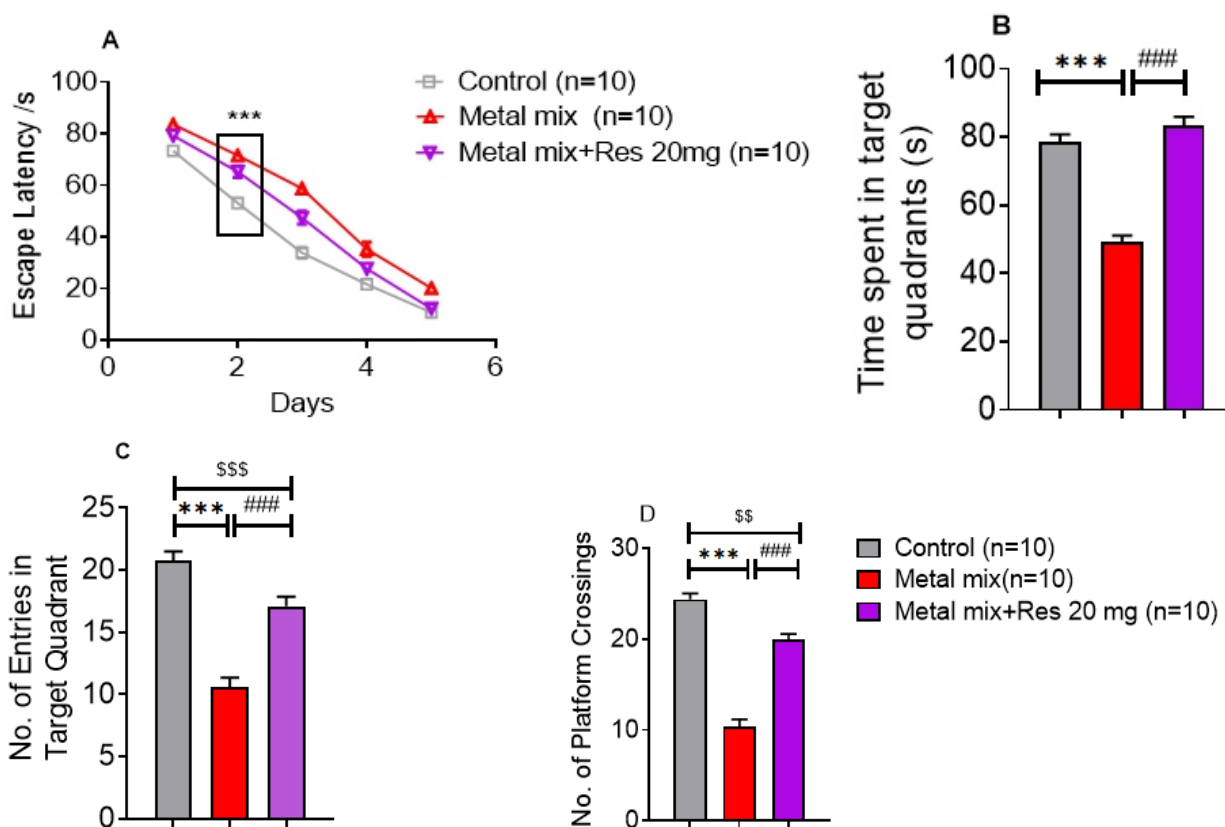 A
Escape Latency /s
100
80
60
40
20
0
***
0
2
4
6
Days
Control (n=10)
Metal mix (n=10)
Metal mix+Res 20mg (n=10)
B
Time spent in target
quadrants (s)
100
80
60
40
20
0
***
###
C
No. of Entries in
Target Quadrant
25
20
15
10
5
0
$$$
***
###
D
No. of Platform Crossings
30
20
10
0
$$
***
###
Control (n=10)
Metal mix(n=10)
Metal mix+Res 20 mg (n=10)